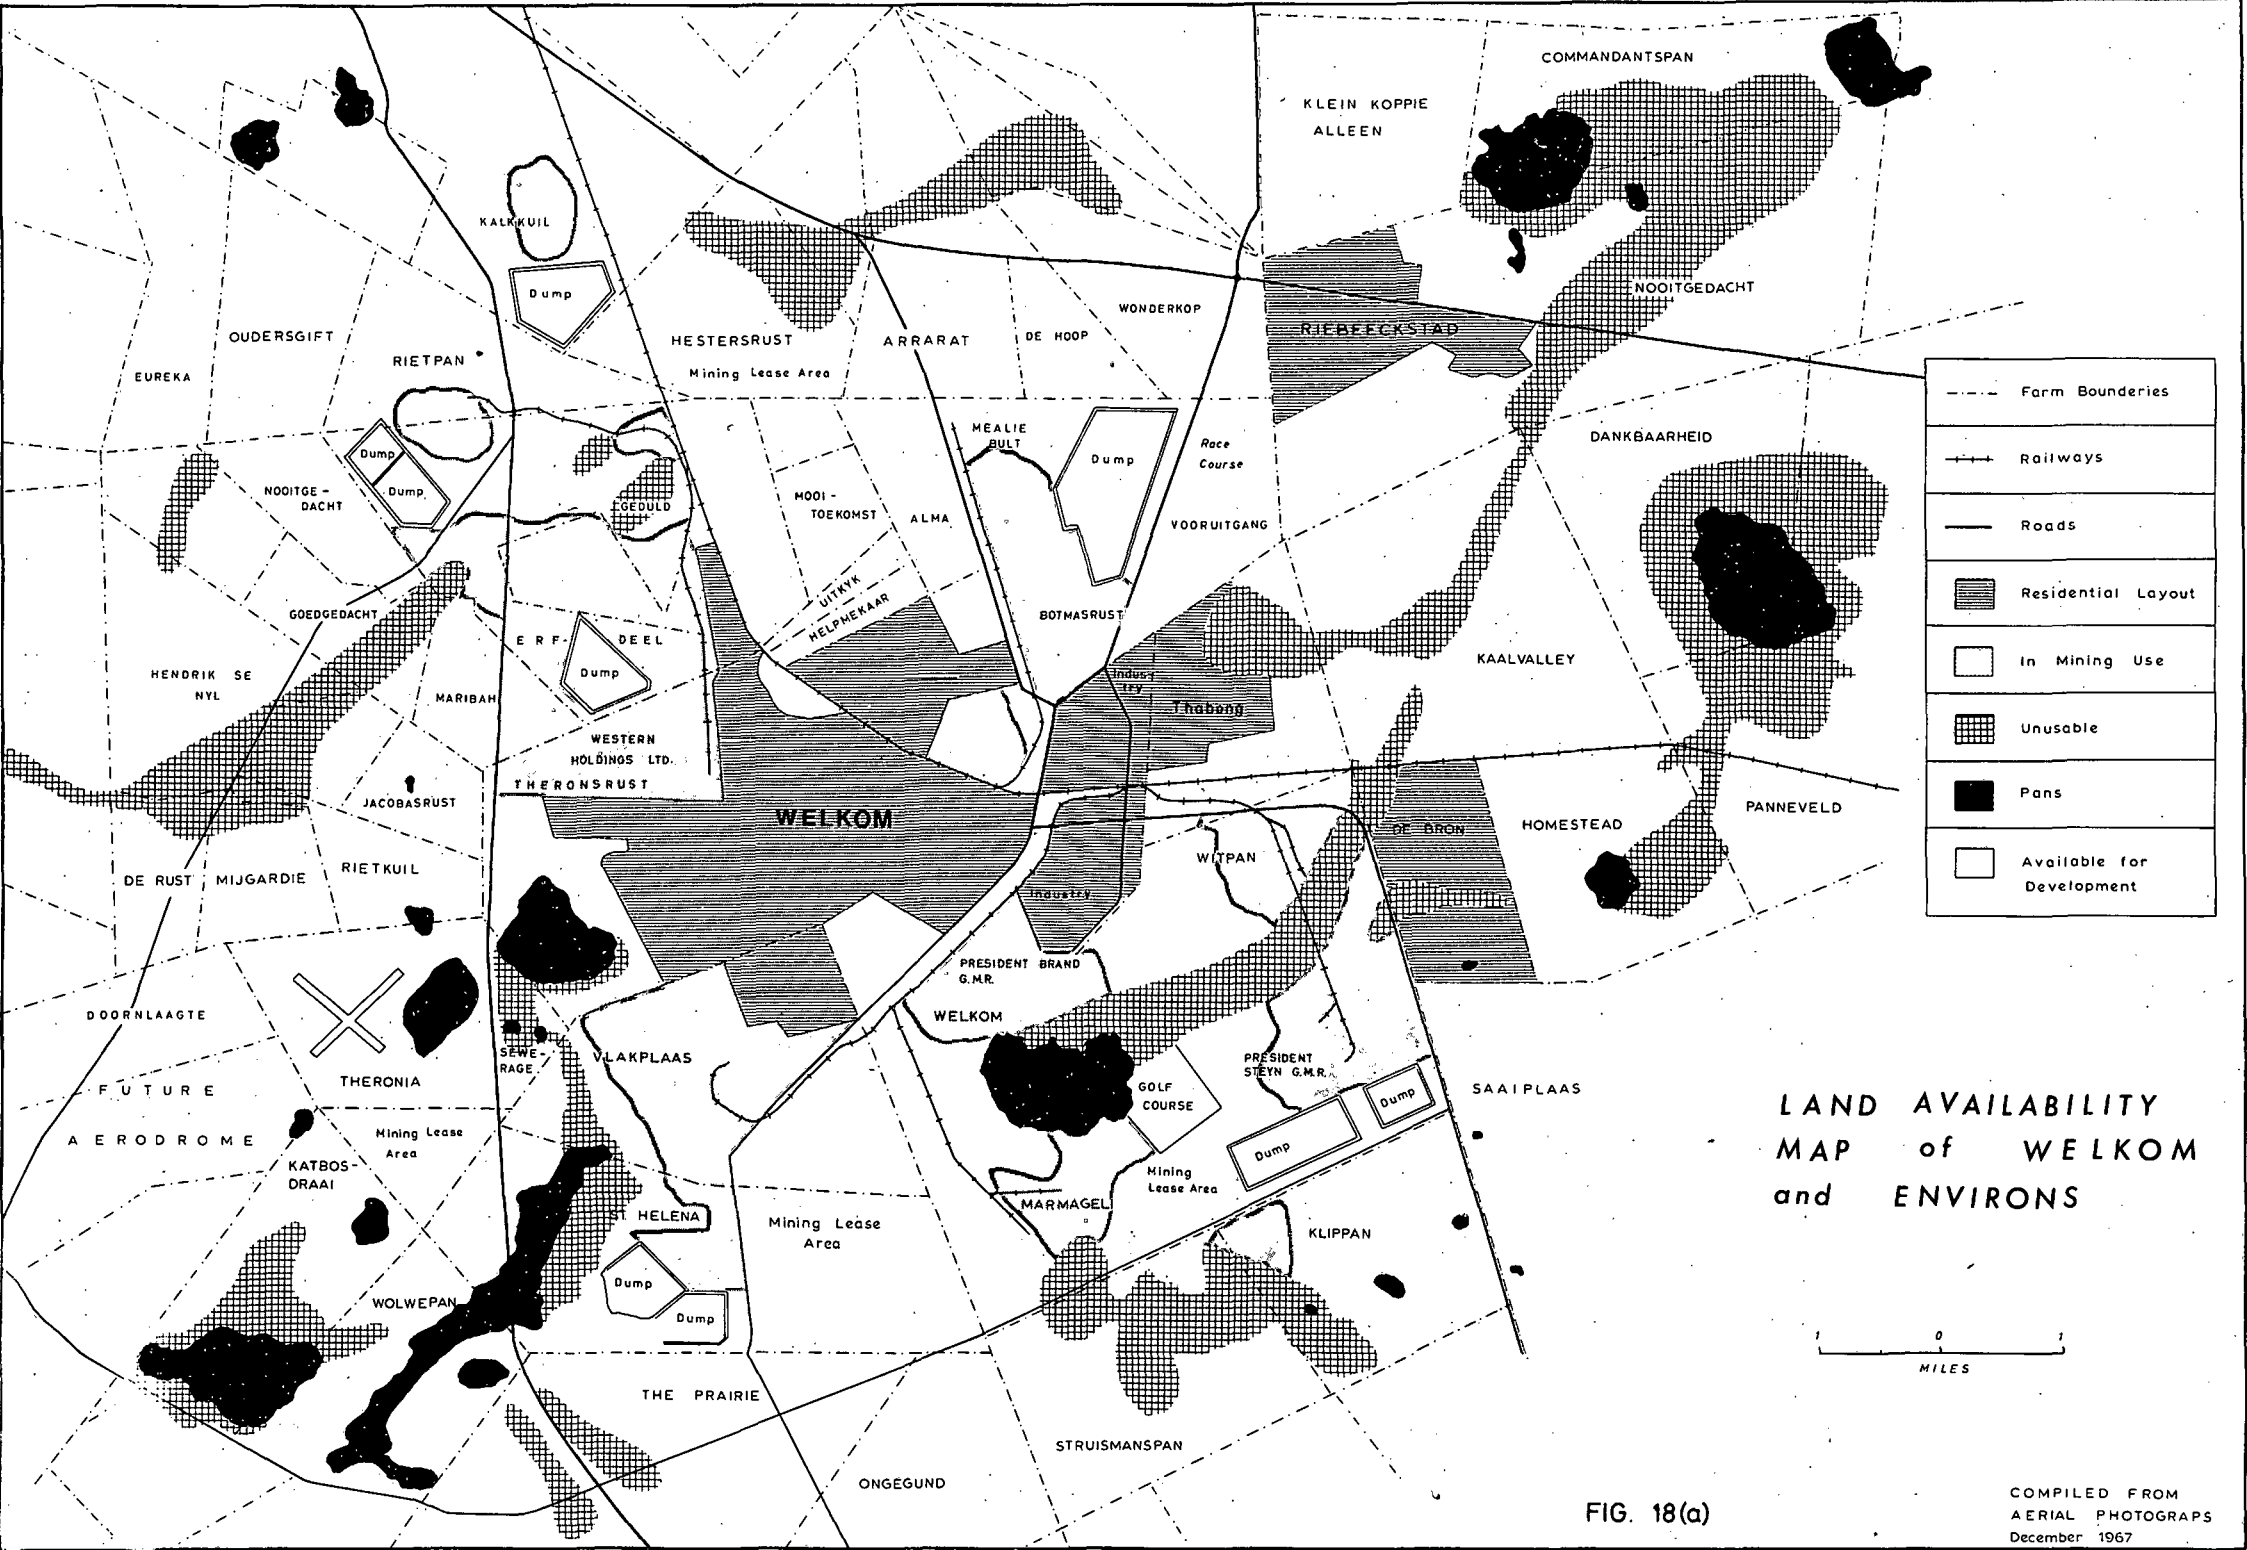 COMMANDANTSPAN
KLEIN KOPPIE
ALLEEN
KALKKUIL
Dump
NOOITGEDACHT
WONDERKOP
RIEBEECKSTAD
OUDERSGIFT
HESTERSRUST
ARRARAT
DE HOOP
RIETPAN
EUREKA
Mining Lease Area
MEALIE
BULT
Race
Course
Dump
DANKBAARHEID
Dump
Dump
NOOITGE-
DACHT
GEDULD
MOOI-
TOEKOMST
ALMA
VOORUITGANG
UITKYK
HELPMEKAAR
GOEDGEDACHT
BOTMASRUST
ERF DEEL
Dump
HENDRIK SE
NYL
MARIBAH
KAALVALLEY
Indus-
try
Thabong
WESTERN
HOLDINGS LTD.
THERONSRUST
JACOBASRUST
WELKOM
DE BRON
HOMESTEAD
PANNEVELD
WITPAN
DE RUST
MIJGARDIE
RIETKUIL
Industry
PRESIDENT BRAND
G.M.R.
WELKOM
DOORNLAAGTE
SEWE-
RAGE
VLAKPLAAS
PRESIDENT
STEYN G.M.R.
GOLF
COURSE
Dump
Dump
SAAIPLAAS
THERONIA
FUTURE
AERODROME
Mining Lease
Area
KATBOS-
DRAAI
ST. HELENA
Mining Lease
Area
MARMAGELI
Mining
Lease Area
KLIPPAN
Dump
Dump
WOLWEPAN
THE PRAIRIE
STRUISMANSPAN
ONGEGUND
Farm Bounderies
Railways
Roads
Residential Layout
In Mining Use
Unusable
Pans
Available for
Development
LAND AVAILABILITY
MAP of WELKOM
and ENVIRONS
1 0 1
MILES
FIG. 18(a)
COMPILED FROM
AERIAL PHOTOGRAPS
December 1967